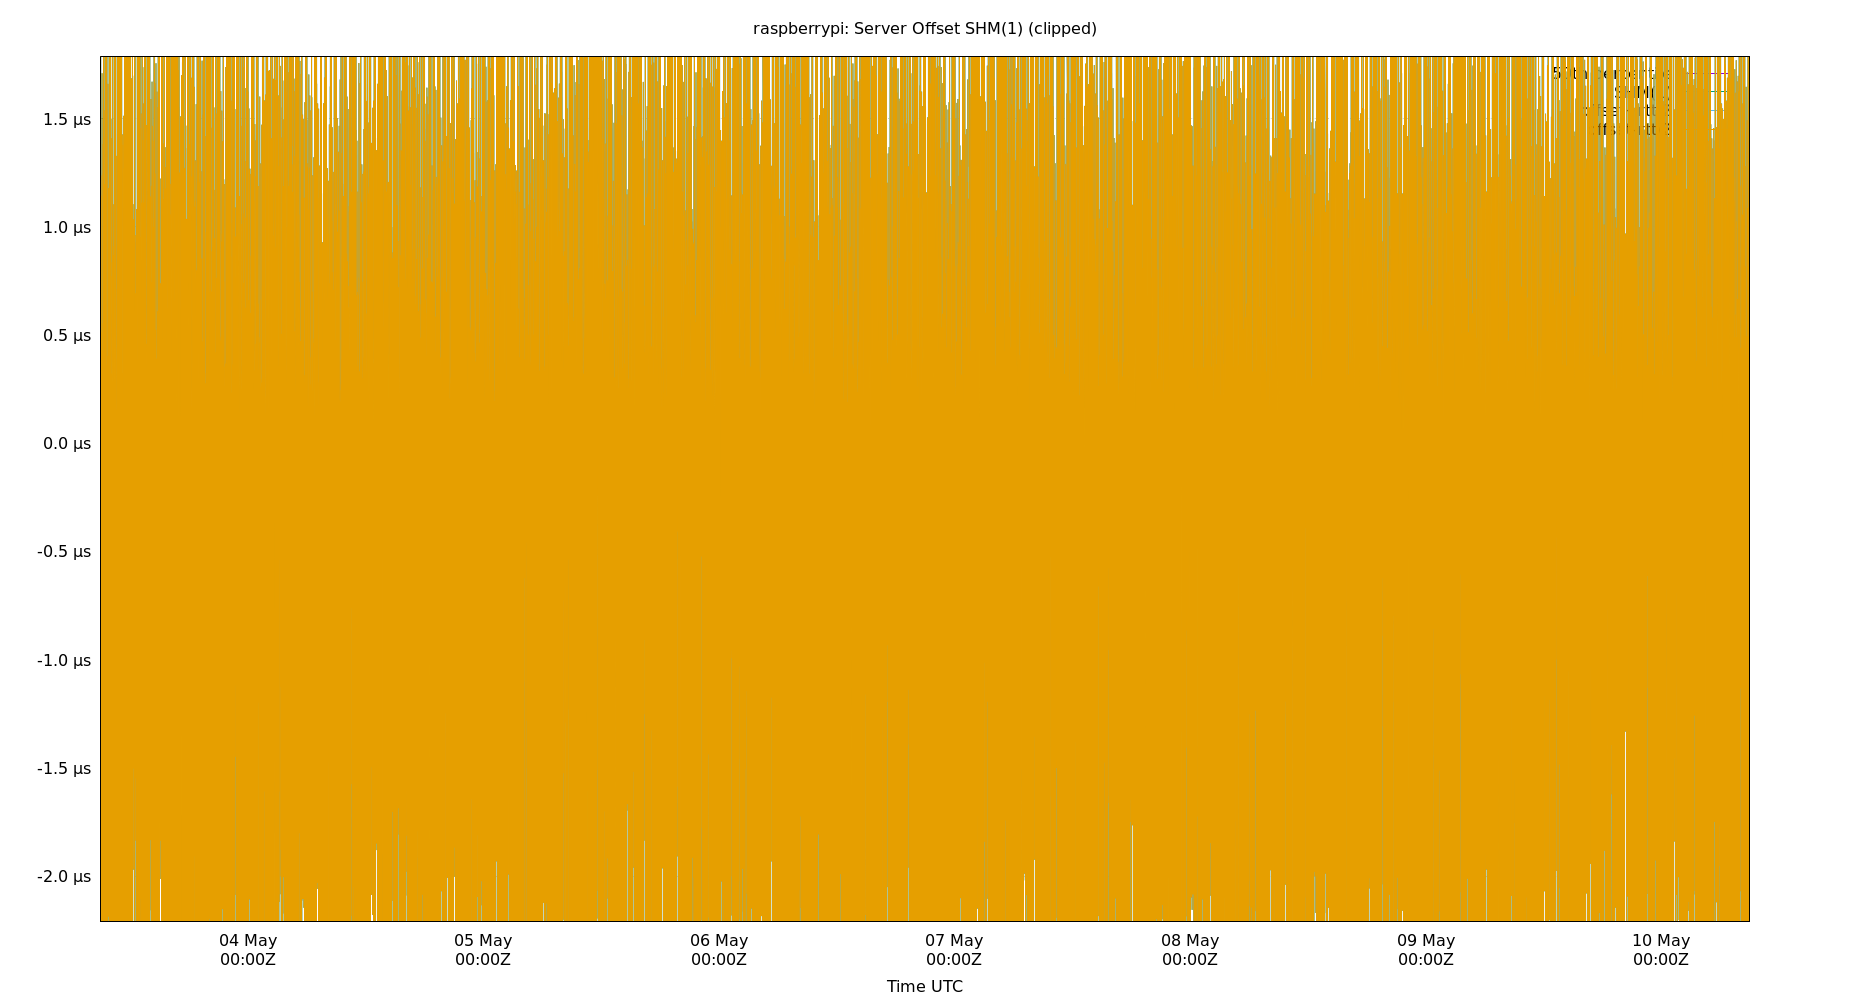 raspberrypi: Server Offset SHM(1) (clipped)
1.5 µs
1.0 µs
0.5 µs
0.0 µs
-0.5 µs
-1.0 µs
-1.5 µs
-2.0 µs
04 May
00:00Z
05 May
00:00Z
06 May
00:00Z
07 May
00:00Z
08 May
00:00Z
09 May
00:00Z
10 May
00:00Z
Time UTC